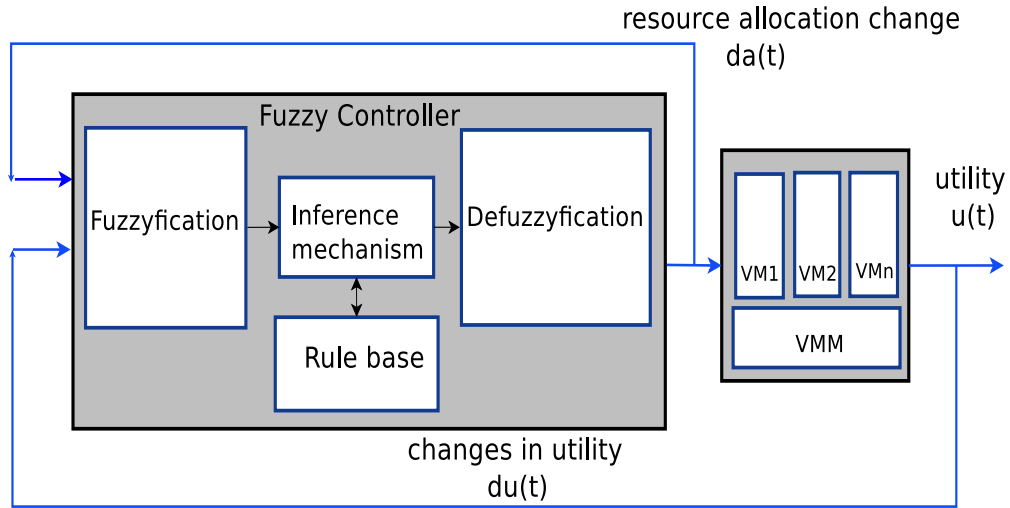 resource allocation change
da(t)
Fuzzy Controller
Fuzzyfication
Inference
mechanism
Defuzzyfication
Rule base
VM1
VM2
VMn
VMM
utility
u(t)
changes in utility
du(t)